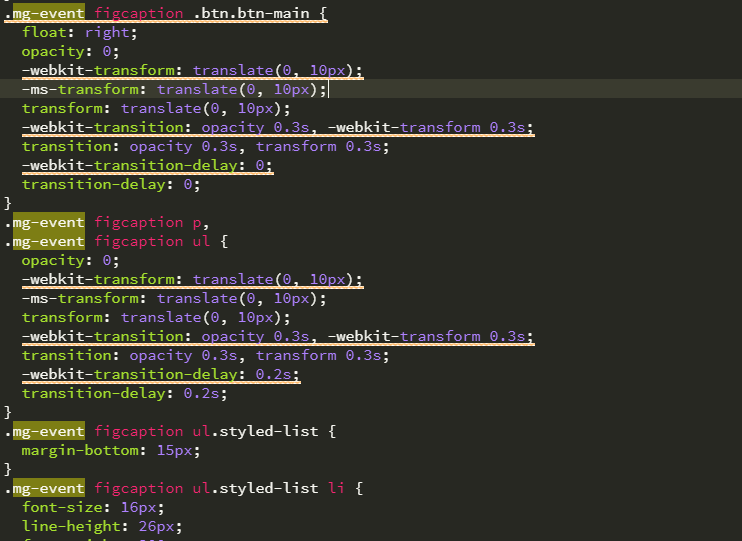 .mg-event figcaption .btn.btn-main {
  float: right;
  opacity: 0;
  -webkit-transform: translate(0, 10px);
  -ms-transform: translate(0, 10px);
  transform: translate(0, 10px);
  -webkit-transition: opacity 0.3s, -webkit-transform 0.3s;
  transition: opacity 0.3s, transform 0.3s;
  -webkit-transition-delay: 0;
  transition-delay: 0;
}
.mg-event figcaption p,
.mg-event figcaption ul {
  opacity: 0;
  -webkit-transform: translate(0, 10px);
  -ms-transform: translate(0, 10px);
  transform: translate(0, 10px);
  -webkit-transition: opacity 0.3s, -webkit-transform 0.3s;
  transition: opacity 0.3s, transform 0.3s;
  -webkit-transition-delay: 0.2s;
  transition-delay: 0.2s;
}
.mg-event figcaption ul.styled-list {
  margin-bottom: 15px;
}
.mg-event figcaption ul.styled-list li {
  font-size: 16px;
  line-height: 26px;